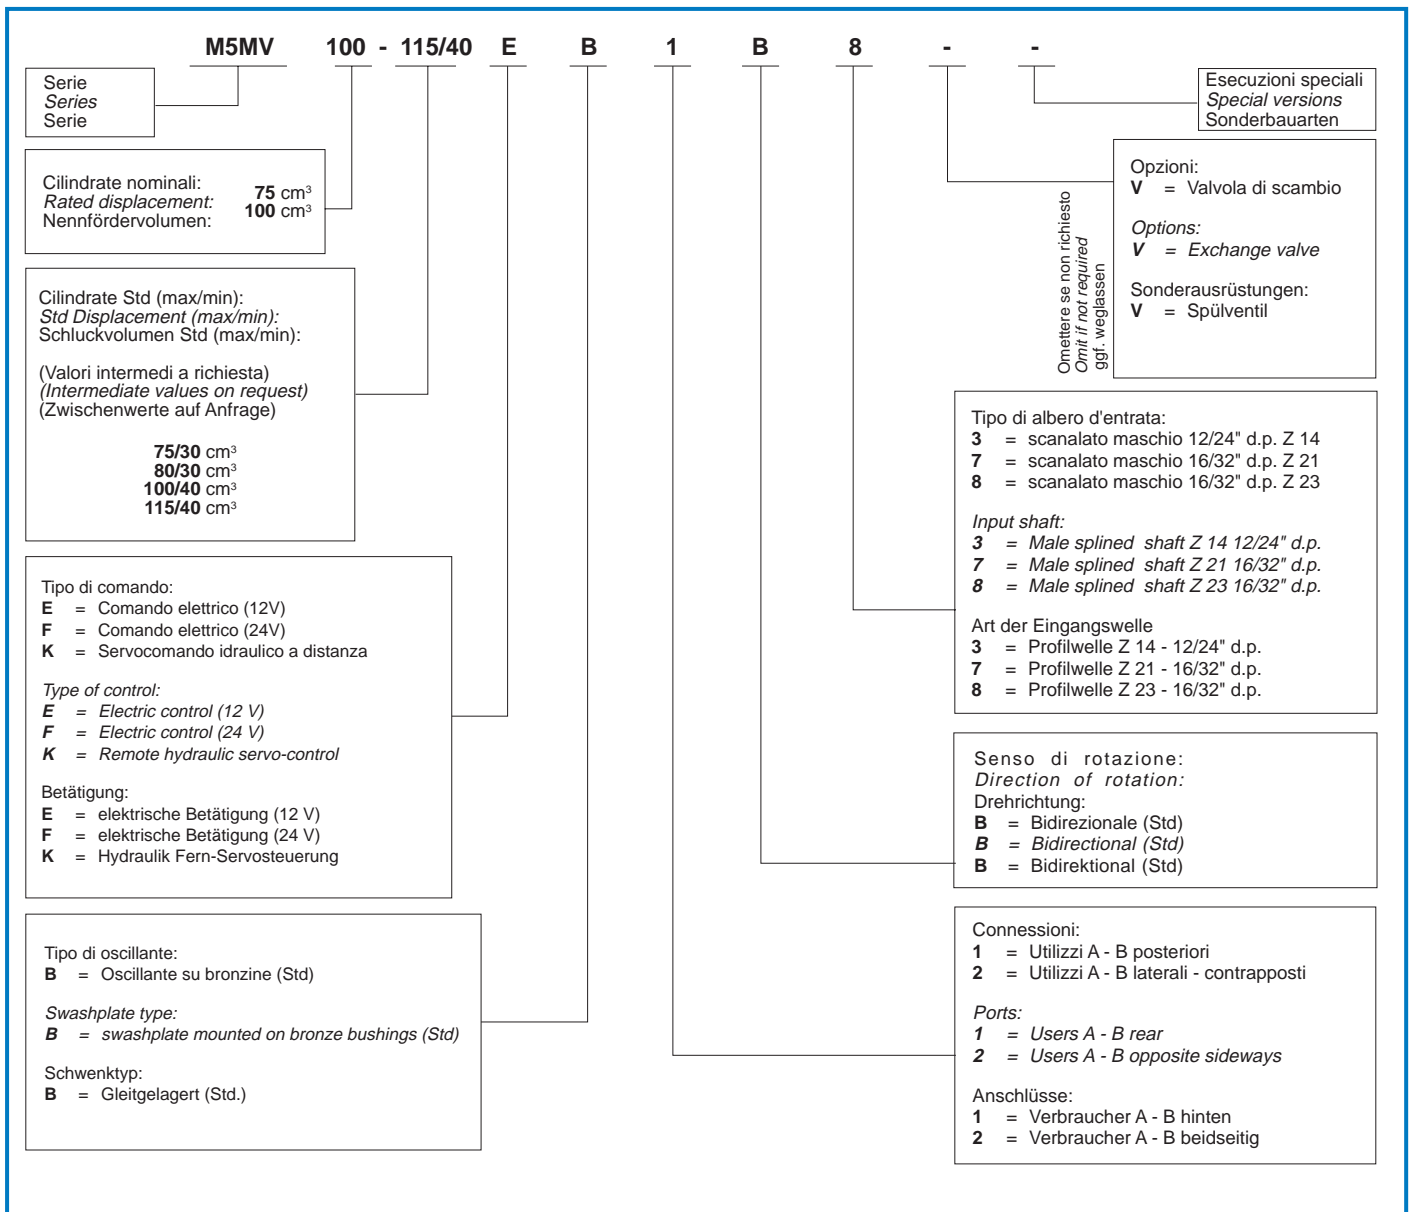 M5MV 100 - 115/40 E B 1 B 8 - -
Serie
Series
Serie
Esecuzioni speciali
Special versions
Sonderbauarten
Cilindrate nominali:
Rated displacement:
Nennfördervolumen:
75 cm³
100 cm³
Opzioni:
V = Valvola di scambio
Options:
V = Exchange valve
Sonderausrüstungen:
V = Spülventil
Omettere se non richiesto
Omit if not required
ggf. weglassen
Cilindrate Std (max/min):
Std Displacement (max/min):
Schluckvolumen Std (max/min):
(Valori intermedi a richiesta)
(Intermediate values on request)
(Zwischenwerte auf Anfrage)
75/30 cm³
80/30 cm³
100/40 cm³
115/40 cm³
Tipo di albero d'entrata:
3 = scanalato maschio 12/24" d.p. Z 14
7 = scanalato maschio 16/32" d.p. Z 21
8 = scanalato maschio 16/32" d.p. Z 23
Input shaft:
3 = Male splined shaft Z 14 12/24" d.p.
7 = Male splined shaft Z 21 16/32" d.p.
8 = Male splined shaft Z 23 16/32" d.p.
Art der Eingangswelle
3 = Profilwelle Z 14 - 12/24" d.p.
7 = Profilwelle Z 21 - 16/32" d.p.
8 = Profilwelle Z 23 - 16/32" d.p.
Tipo di comando:
E = Comando elettrico (12V)
F = Comando elettrico (24V)
K = Servocomando idraulico a distanza
Type of control:
E = Electric control (12 V)
F = Electric control (24 V)
K = Remote hydraulic servo-control
Betätigung:
E = elektrische Betätigung (12 V)
F = elektrische Betätigung (24 V)
K = Hydraulik Fern-Servosteuerung
Senso di rotazione:
Direction of rotation:
Drehrichtung:
B = Bidirezionale (Std)
B = Bidirectional (Std)
B = Bidirektional (Std)
Tipo di oscillante:
B = Oscillante su bronzine (Std)
Swashplate type:
B = swashplate mounted on bronze bushings (Std)
Schwenktyp:
B = Gleitgelagert (Std.)
Connessioni:
1 = Utilizzi A - B posteriori
2 = Utilizzi A - B laterali - contrapposti
Ports:
1 = Users A - B rear
2 = Users A - B opposite sideways
Anschlüsse:
1 = Verbraucher A - B hinten
2 = Verbraucher A - B beidseitig